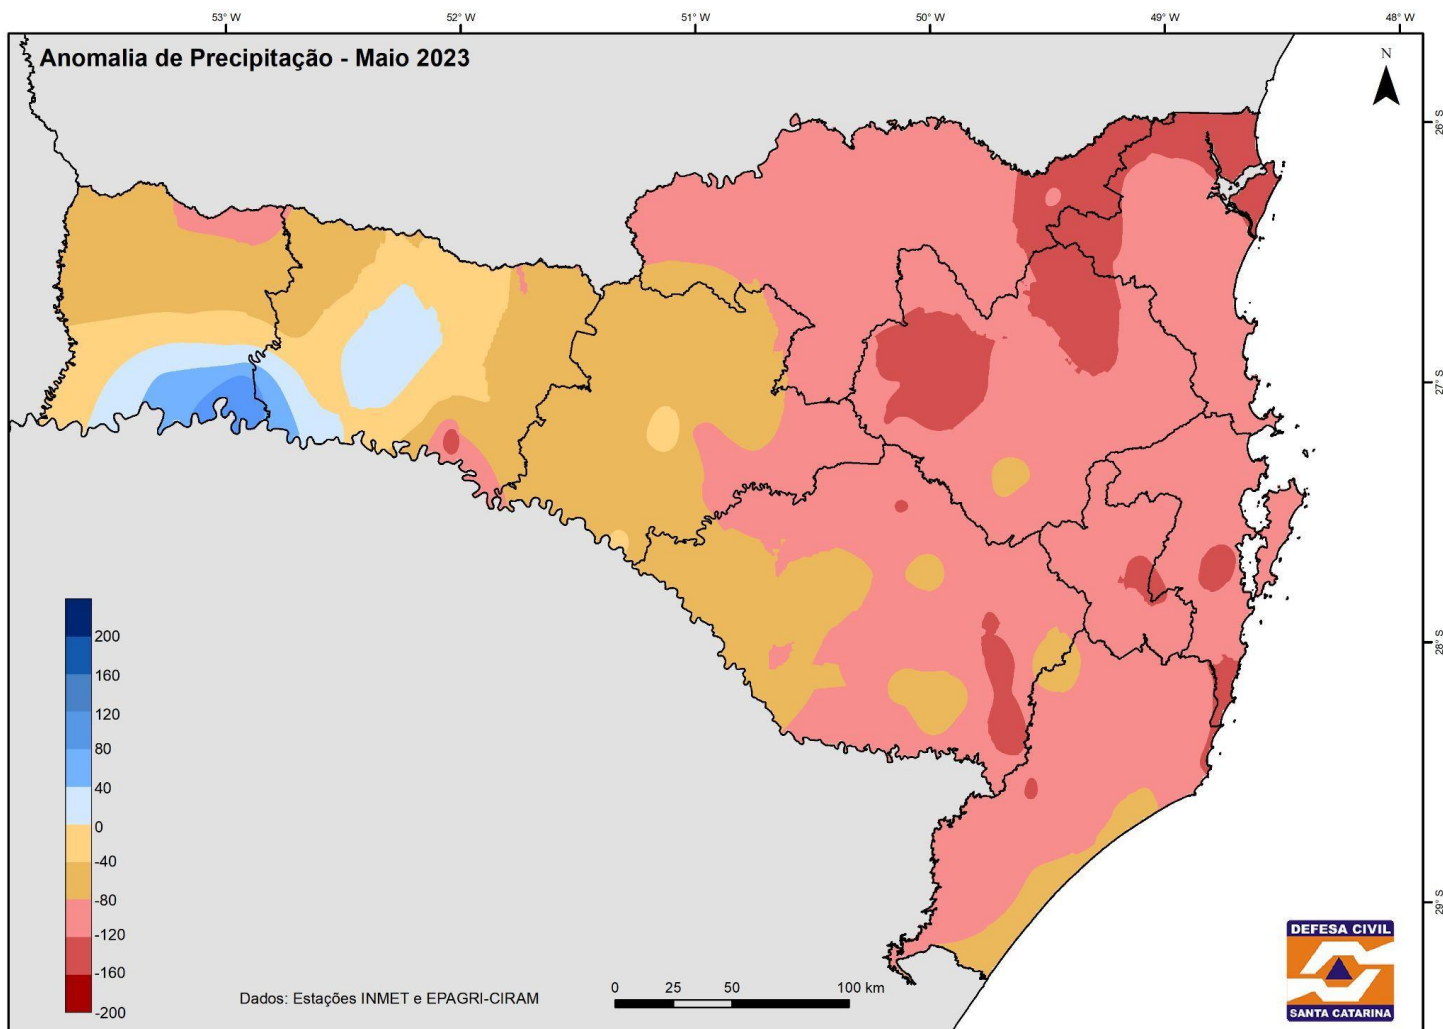 53° W
52° W
51° W
50° W
49° W
48° W
Anomalia de Precipitação - Maio 2023
N
26° S
27° S
28° S
29° S
200
160
120
80
40
0
-40
-80
-120
-160
-200
Dados: Estações INMET e EPAGRI-CIRAM
0 25 50 100 km
DEFESA CIVIL
SANTA CATARINA